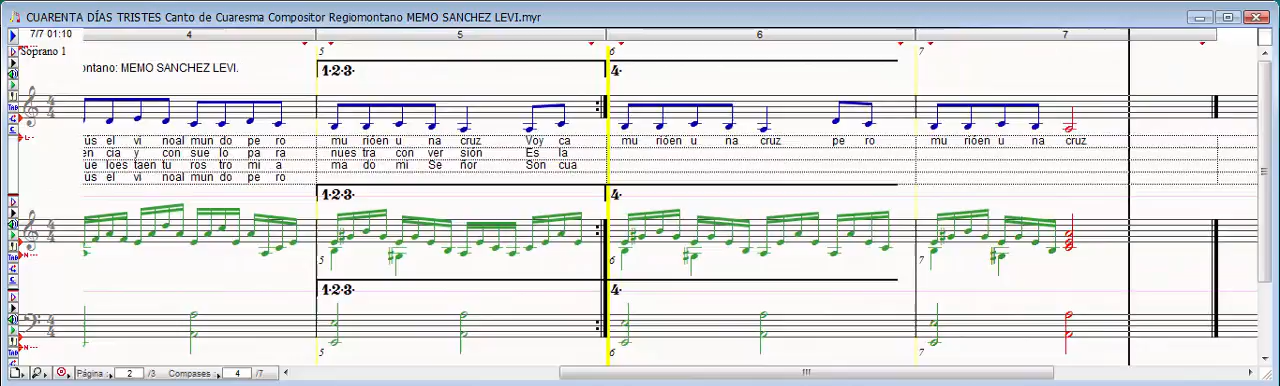 CUARENTA DÍAS TRISTES Canto de Cuaresma Compositor Regiomontano MEMO SANCHEZ LEVI.myr
7/7 01:10 4 5 6 7
Soprano 1 5 6 7
ontano: MEMO SANCHEZ LEVI. 1·2·3· 4·
ús el vi noal mun do pe ro mu rióen u na cruz Voy ca mu rióen u na cruz pe ro mu rióen u na cruz
en cia y con sue lo pa ra nues tra con ver sión Es la
ue loes taen tu ros tro mi a ma do mi Se ñor Son cua
ús el vi noal mun do pe ro
1·2·3· 4·
5 6 7
1·2·3· 4·
5 6 7
Página : 2 /3 Compases : 4 /7